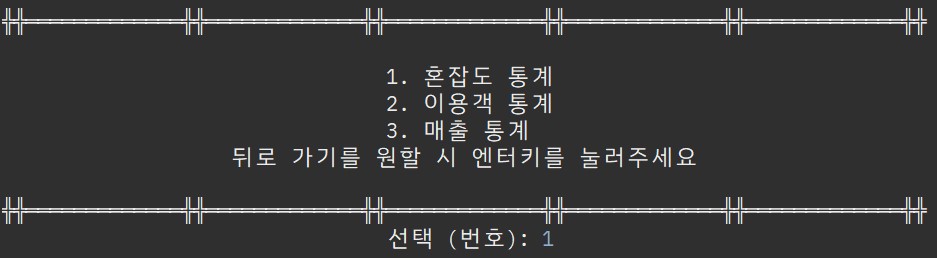 1. 혼잡도 통계
2. 이용객 통계
3. 매출 통계
뒤로 가기를 원할 시 엔터키를 눌러주세요
선택 (번호): 1